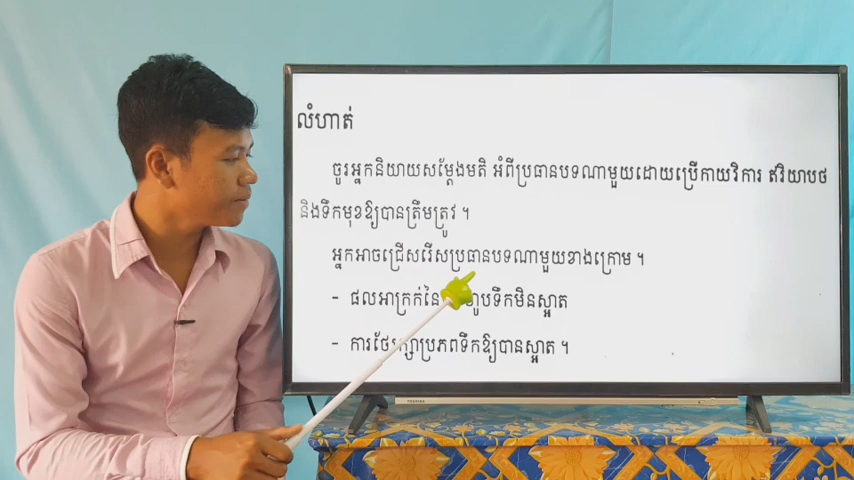 លំហាត់
ចូរអ្នកនិយាយសម្ដែងមតិ អំពីប្រធានបទណាមួយដោយប្រើកាយវិការ ឥរិយាបថ
និងទឹកមុខឱ្យបានត្រឹមត្រូវ ។
អ្នកអាចជ្រើសរើសប្រធានបទណាមួយខាងក្រោម ។
- ផលអាក្រក់នៃ ហូបទឹកមិនស្អាត
- ការថែរក្សាប្រភពទឹកឱ្យបានស្អាត ។
TOSHIBA